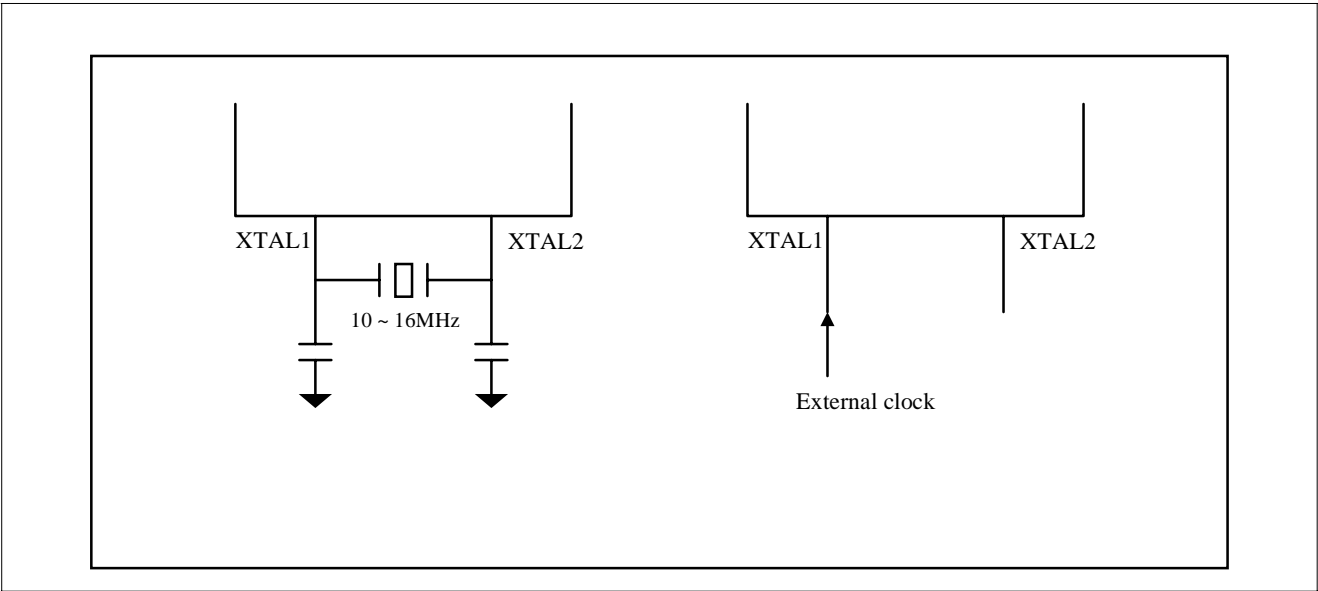 XTAL1
XTAL2
10 ~ 16MHz
XTAL1
XTAL2
External clock